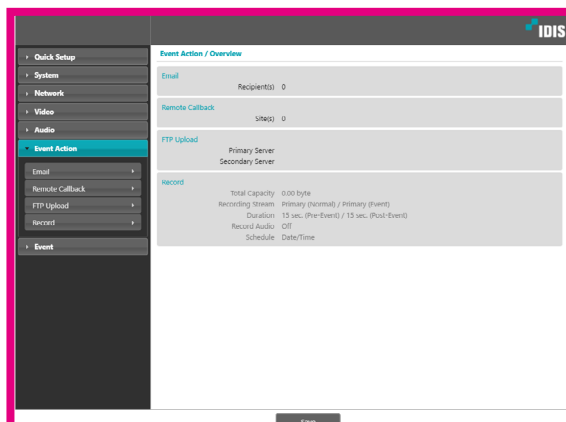 IDIS
Quick Setup
System
Network
Video
Audio
Event Action
Email
Remote Callback
FTP Upload
Record
Event
Event Action / Overview
Email
Recipient(s) 0
Remote Callback
Site(s) 0
FTP Upload
Primary Server
Secondary Server
Record
Total Capacity 0.00 byte
Recording Stream Primary (Normal) / Primary (Event)
Duration 15 sec. (Pre-Event) / 15 sec. (Post-Event)
Record Audio Off
Schedule Date/Time